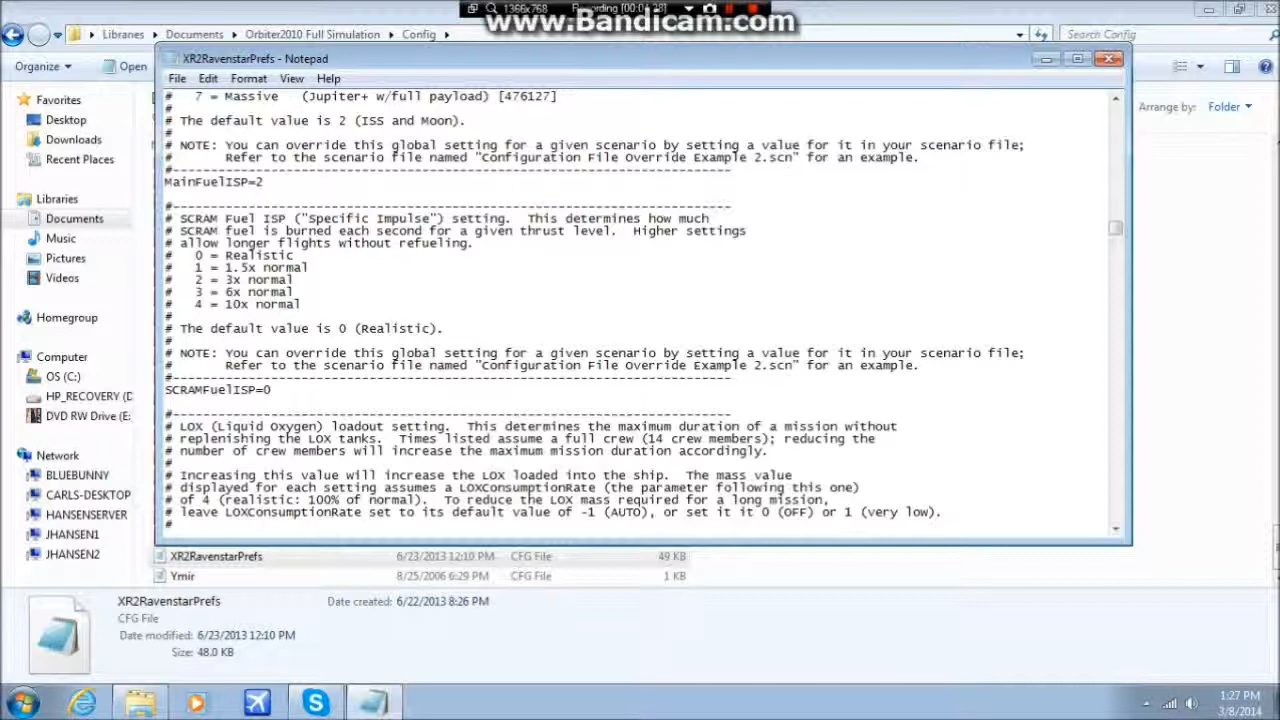 1366x768 Recording [00:04:28]
www.Bandicam.com
Libraries Documents Orbiter2010 Full Simulation Config Search Config
Organize Open
Arrange by: Folder
XR2RavenstarPrefs - Notepad
File Edit Format View Help
Favorites
Desktop
Downloads
Recent Places
Libraries
Documents
Music
Pictures
Videos
Homegroup
Computer
OS (C:)
HP_RECOVERY (D
DVD RW Drive (E:
Network
BLUEBUNNY
CARLS-DESKTOP
HANSENSERVER
JHANSEN1
JHANSEN2
#   7 = Massive   (Jupiter+ w/full payload) [476127]
#
# The default value is 2 (ISS and Moon).
#
# NOTE: You can override this global setting for a given scenario by setting a value for it in your scenario file;
#       Refer to the scenario file named "Configuration File Override Example 2.scn" for an example.
#---------------------------------------------------------------------------
MainFuelISP=2
#---------------------------------------------------------------------------
# SCRAM Fuel ISP ("Specific Impulse") setting.  This determines how much
# SCRAM fuel is burned each second for a given thrust level.  Higher settings
# allow longer flights without refueling.
#   0 = Realistic
#   1 = 1.5x normal
#   2 = 3x normal
#   3 = 6x normal
#   4 = 10x normal
#
# The default value is 0 (Realistic).
#
# NOTE: You can override this global setting for a given scenario by setting a value for it in your scenario file;
#       Refer to the scenario file named "Configuration File Override Example 2.scn" for an example.
#---------------------------------------------------------------------------
SCRAMFuelISP=0
#---------------------------------------------------------------------------
# LOX (Liquid Oxygen) loadout setting.  This determines the maximum duration of a mission without
# replenishing the LOX tanks.  Times listed assume a full crew (14 crew members); reducing the
# number of crew members will increase the maximum mission duration accordingly.
#
# Increasing this value will increase the LOX loaded into the ship.  The mass value
# displayed for each setting assumes a LOXConsumptionRate (the parameter following this one)
# of 4 (realistic: 100% of normal).  To reduce the LOX mass required for a long mission,
# leave LOXConsumptionRate set to its default value of -1 (AUTO), or set it it 0 (OFF) or 1 (very low).
#
XR2RavenstarPrefs 6/23/2013 12:10 PM CFG File 49 KB
Ymir 8/25/2006 6:29 PM CFG File 1 KB
XR2RavenstarPrefs Date created: 6/22/2013 8:26 PM
CFG File
Date modified: 6/23/2013 12:10 PM
Size: 48.0 KB
1:27 PM
3/8/2014